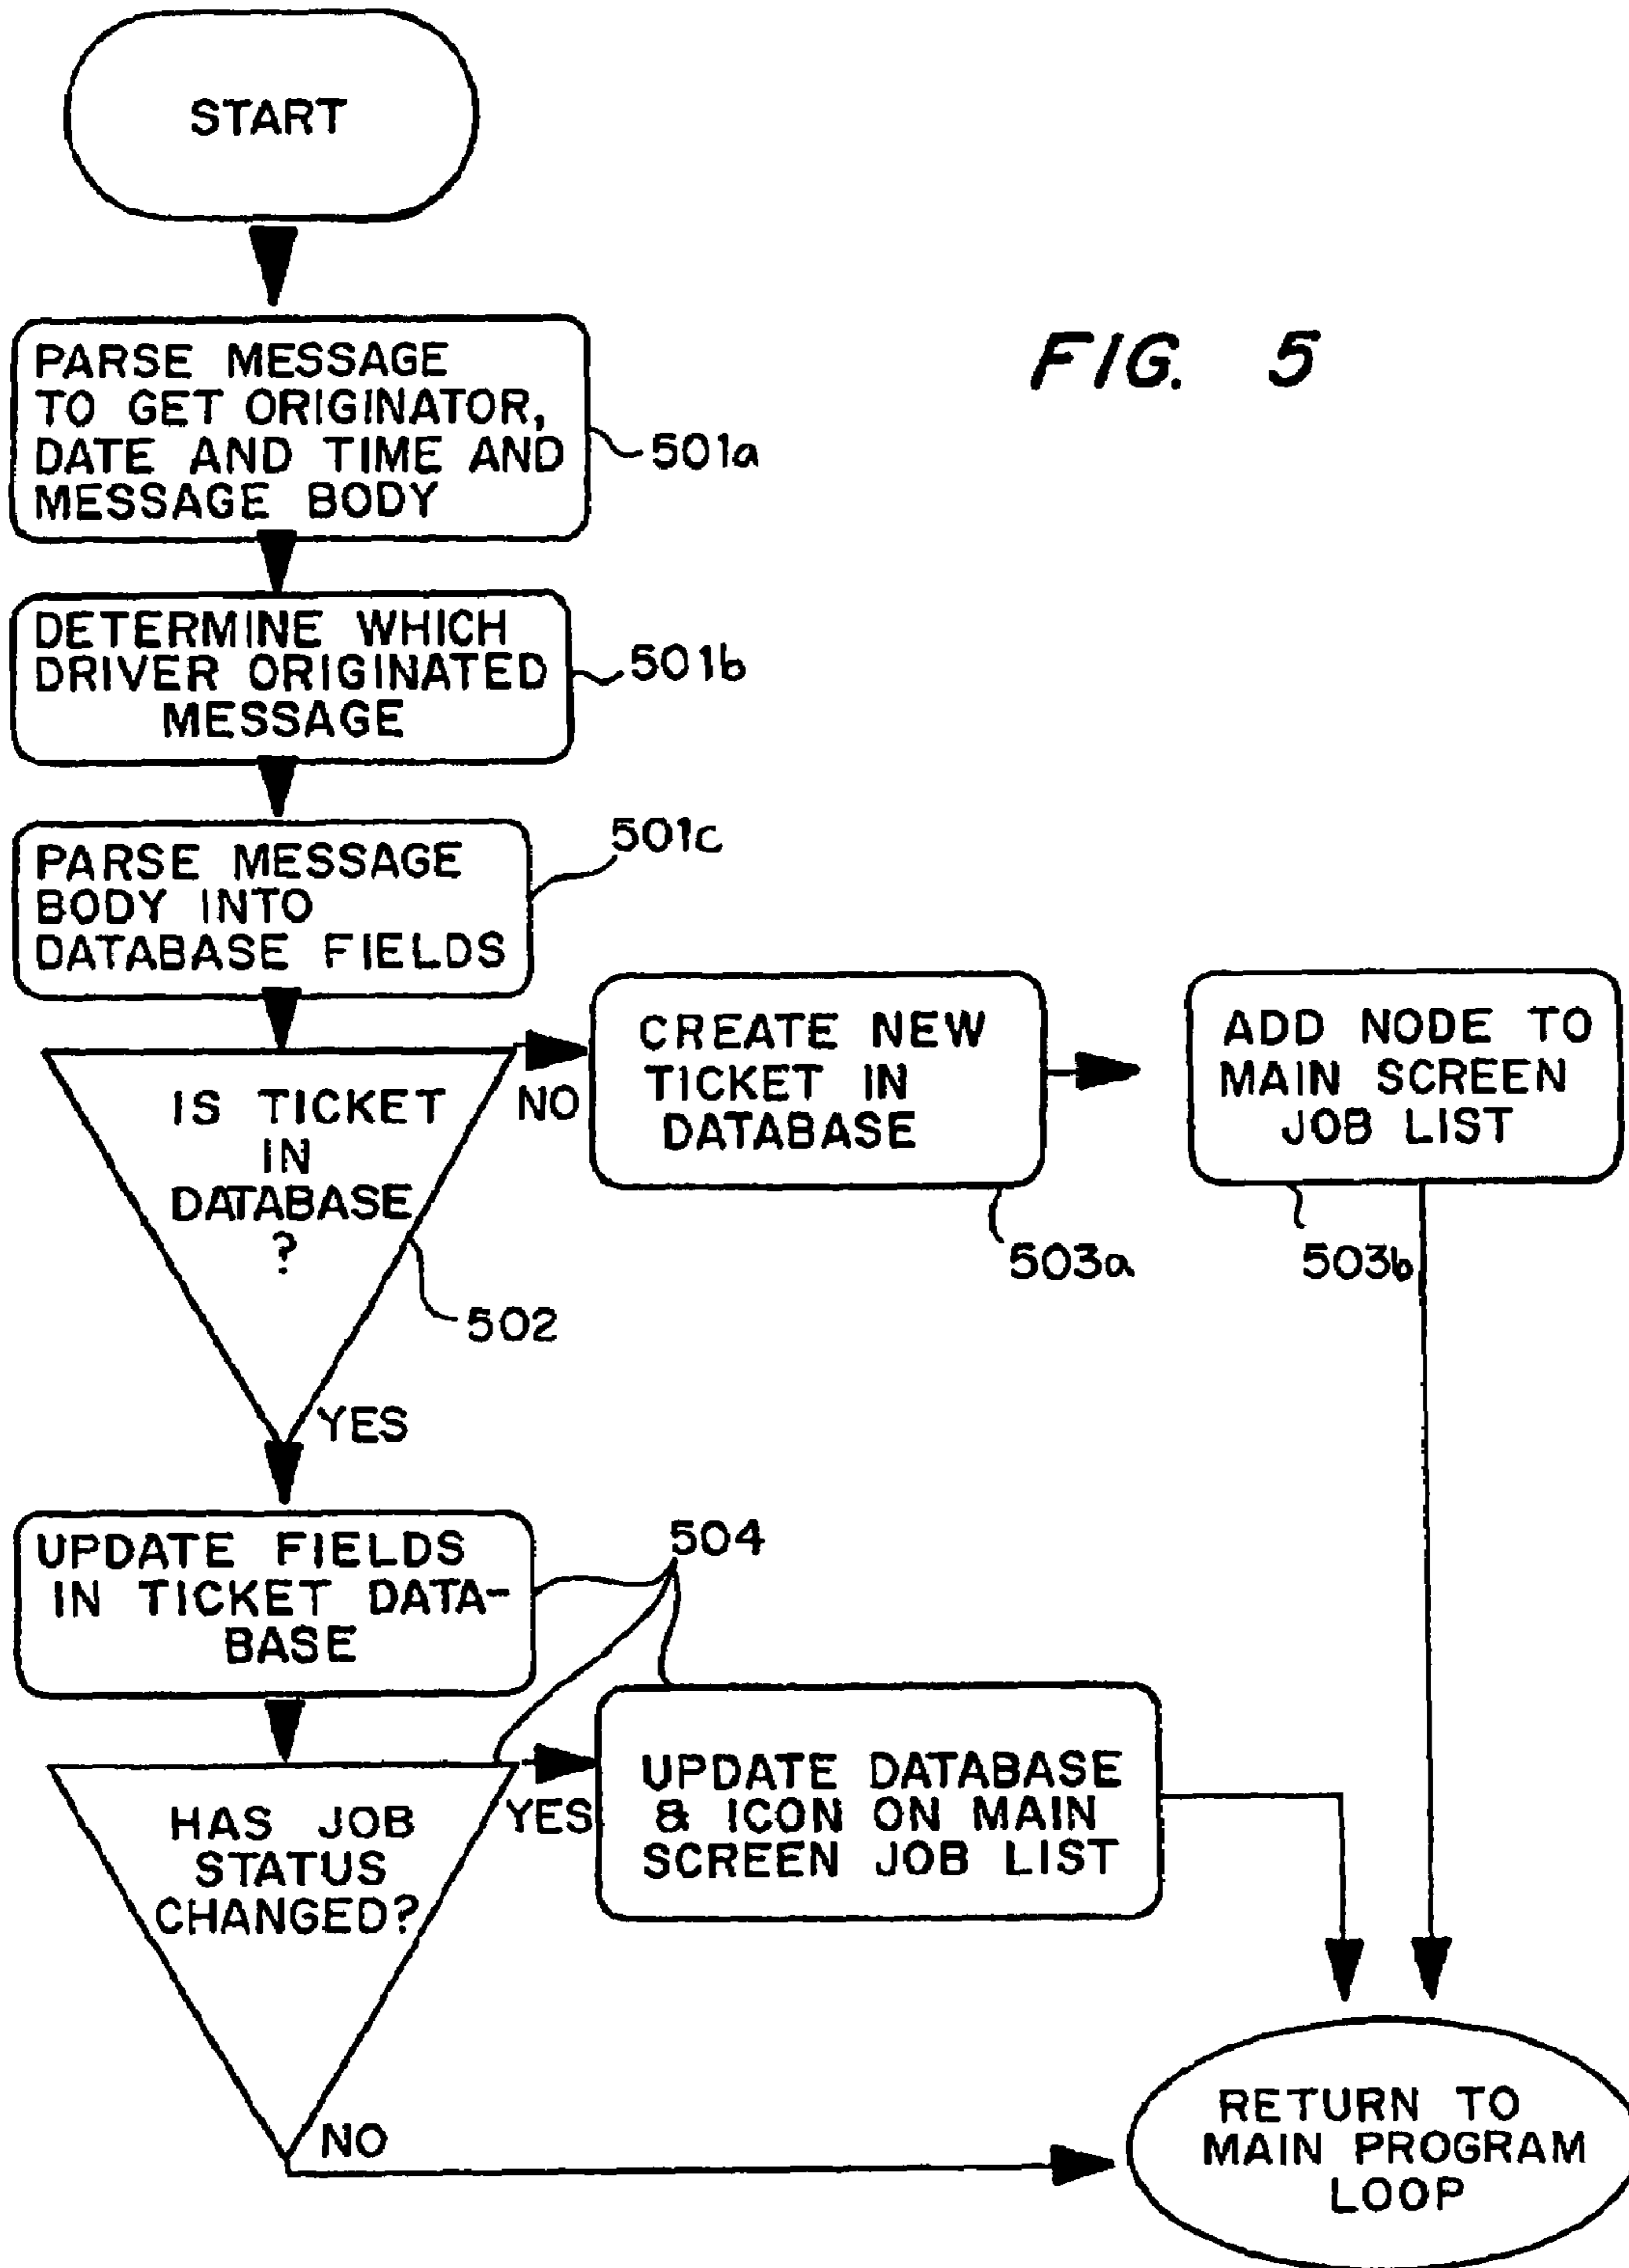 START
FIG. 5
PARSE MESSAGE
TO GET ORIGINATOR,
DATE AND TIME AND
MESSAGE BODY
501a
DETERMINE WHICH
DRIVER ORIGINATED
MESSAGE
501b
PARSE MESSAGE
BODY INTO
DATABASE FIELDS
501c
IS TICKET
IN
DATABASE
?
502
NO
CREATE NEW
TICKET IN
DATABASE
503a
ADD NODE TO
MAIN SCREEN
JOB LIST
503b
YES
UPDATE FIELDS
IN TICKET DATA-
BASE
504
HAS JOB
STATUS
CHANGED?
YES
UPDATE DATABASE
& ICON ON MAIN
SCREEN JOB LIST
NO
RETURN TO
MAIN PROGRAM
LOOP